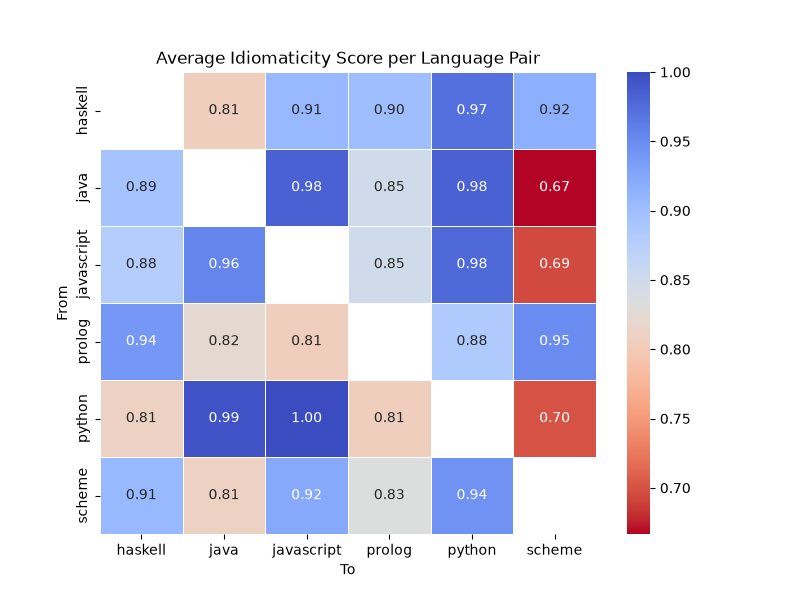 Average Idiomaticity Score per Language Pair
haskell 0.81 0.91 0.90 0.97 0.92
java 0.89 0.98 0.85 0.98 0.67
javascript 0.88 0.96 0.85 0.98 0.69
prolog 0.94 0.82 0.81 0.88 0.95
python 0.81 0.99 1.00 0.81 0.70
scheme 0.91 0.81 0.92 0.83 0.94
From
haskell java javascript prolog python scheme
To
1.00
0.95
0.90
0.85
0.80
0.75
0.70